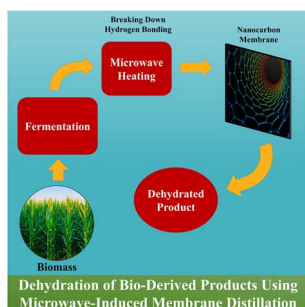 Breaking Down
Hydrogen Bonding
Microwave
Heating
Nanocarbon
Membrane
Fermentation
Dehydrated
Product
Biomass
Dehydration of Bio-Derived Products Using
Microwave-Induced Membrane Distillation